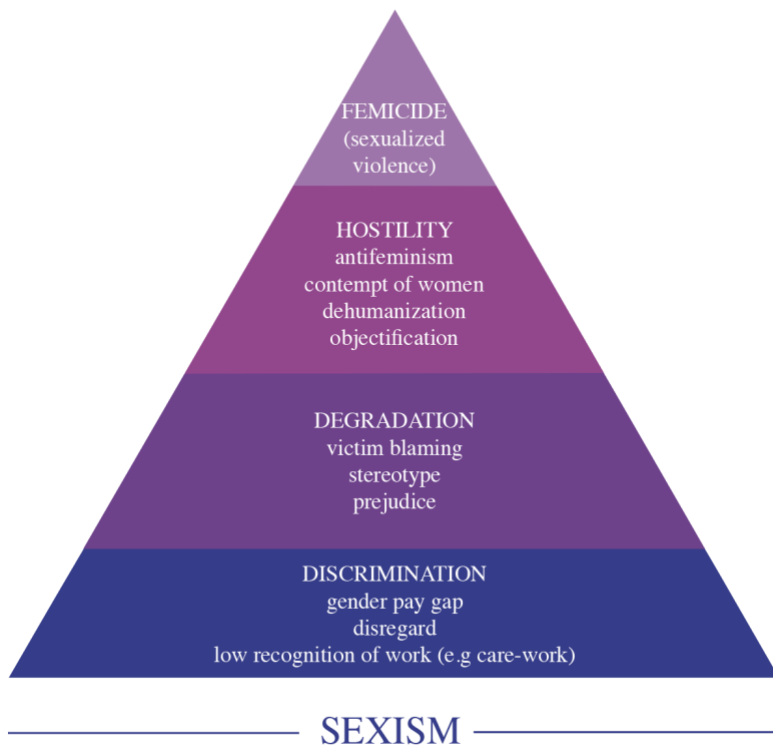 FEMICIDE
(sexualized
violence)
HOSTILITY
antifeminism
contempt of women
dehumanization
objectification
DEGRADATION
victim blaming
stereotype
prejudice
DISCRIMINATION
gender pay gap
disregard
low recognition of work (e.g care-work)
SEXISM